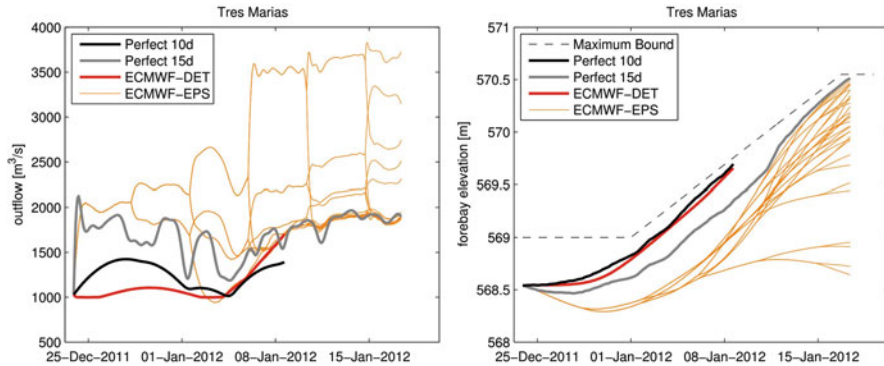 Tres Marias
4000
3500
3000
2500
2000
1500
1000
500
outflow [m³/s]
Perfect 10d
Perfect 15d
ECMWF-DET
ECMWF-EPS
25-Dec-2011 01-Jan-2012 08-Jan-2012 15-Jan-2012
Tres Marias
571
570.5
570
569.5
569
568.5
568
forebay elevation [m]
Maximum Bound
Perfect 10d
Perfect 15d
ECMWF-DET
ECMWF-EPS
25-Dec-2011 01-Jan-2012 08-Jan-2012 15-Jan-2012